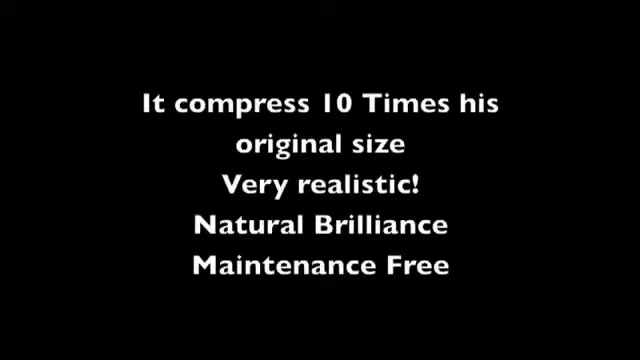 It compress 10 Times his
original size
Very realistic!
Natural Brilliance
Maintenance Free